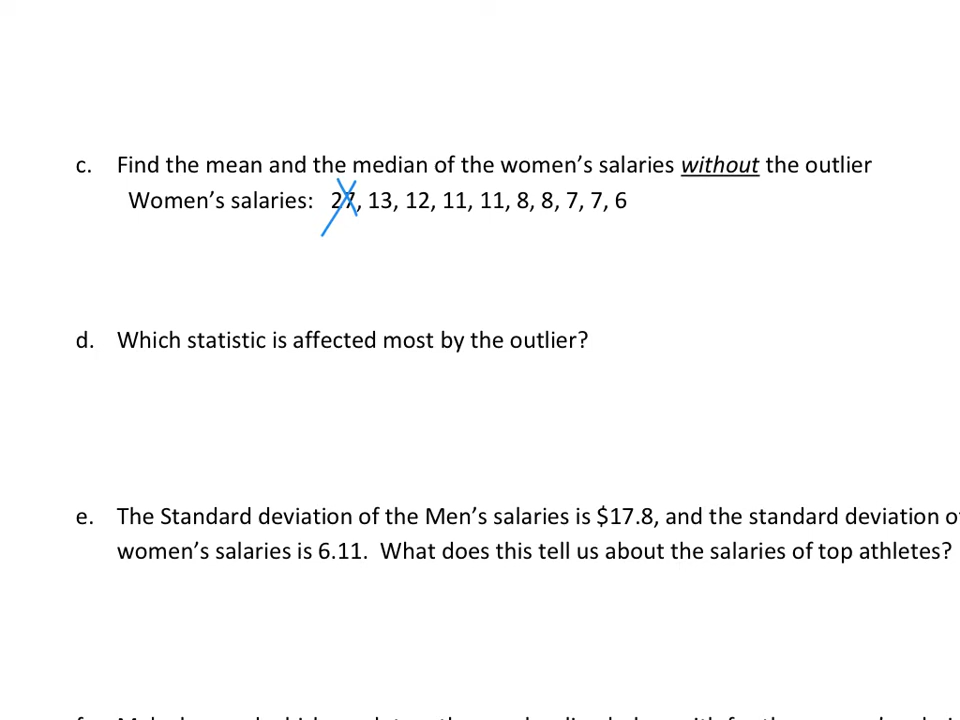 c. Find the mean and the median of the women’s salaries without the outlier
Women’s salaries: 27, 13, 12, 11, 11, 8, 8, 7, 7, 6
d. Which statistic is affected most by the outlier?
e. The Standard deviation of the Men’s salaries is $17.8, and the standard deviation
women’s salaries is 6.11. What does this tell us about the salaries of top athletes?